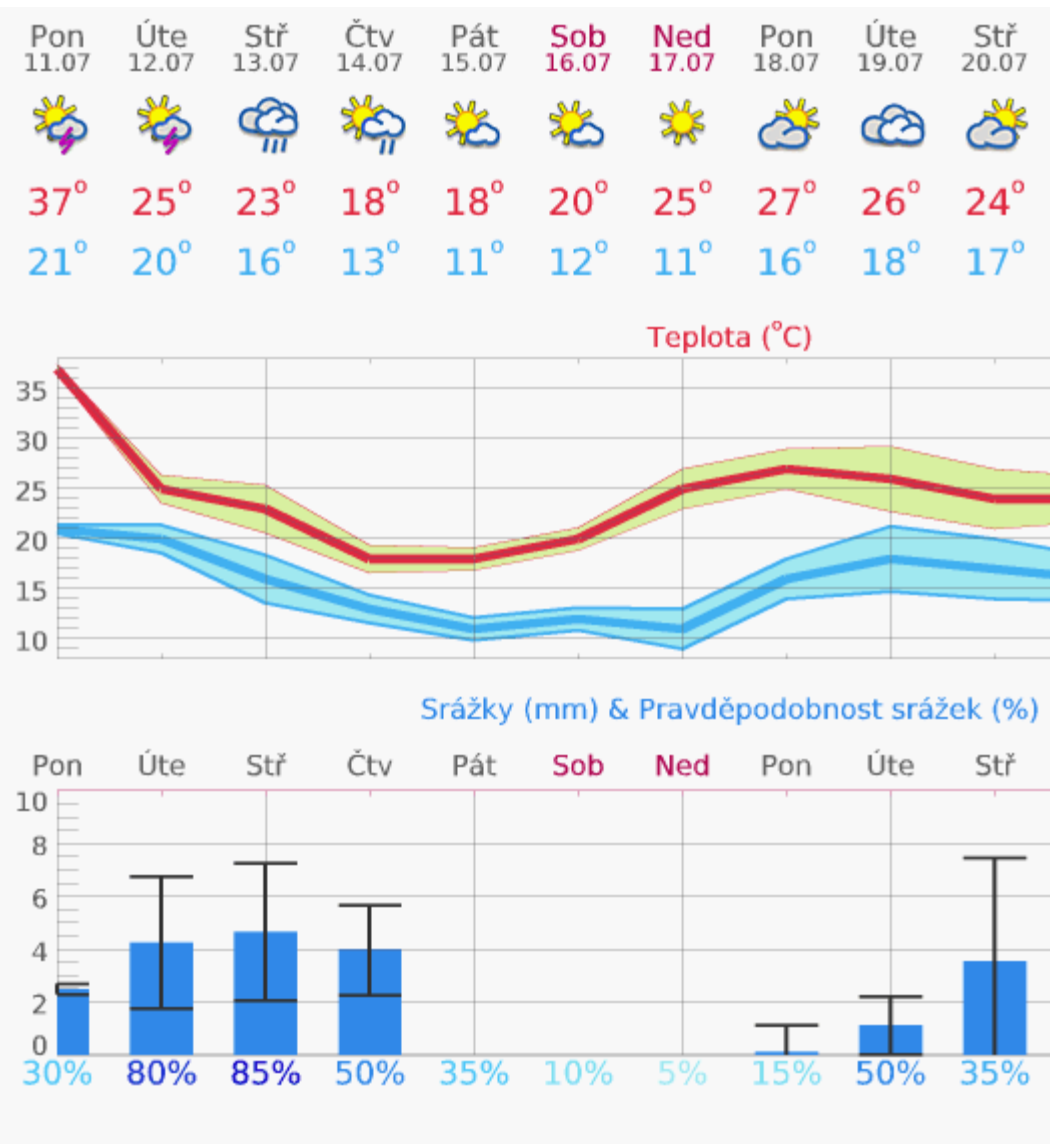 Pon Úte Stř Čtv Pát Sob Ned Pon Úte Stř
11.07 12.07 13.07 14.07 15.07 16.07 17.07 18.07 19.07 20.07
37° 25° 23° 18° 18° 20° 25° 27° 26° 24°
21° 20° 16° 13° 11° 12° 11° 16° 18° 17°
Teplota (°C)
35
30
25
20
15
10
Srážky (mm) & Pravděpodobnost srážek (%)
Pon Úte Stř Čtv Pát Sob Ned Pon Úte Stř
10
8
6
4
2
0
30% 80% 85% 50% 35% 10% 5% 15% 50% 35%